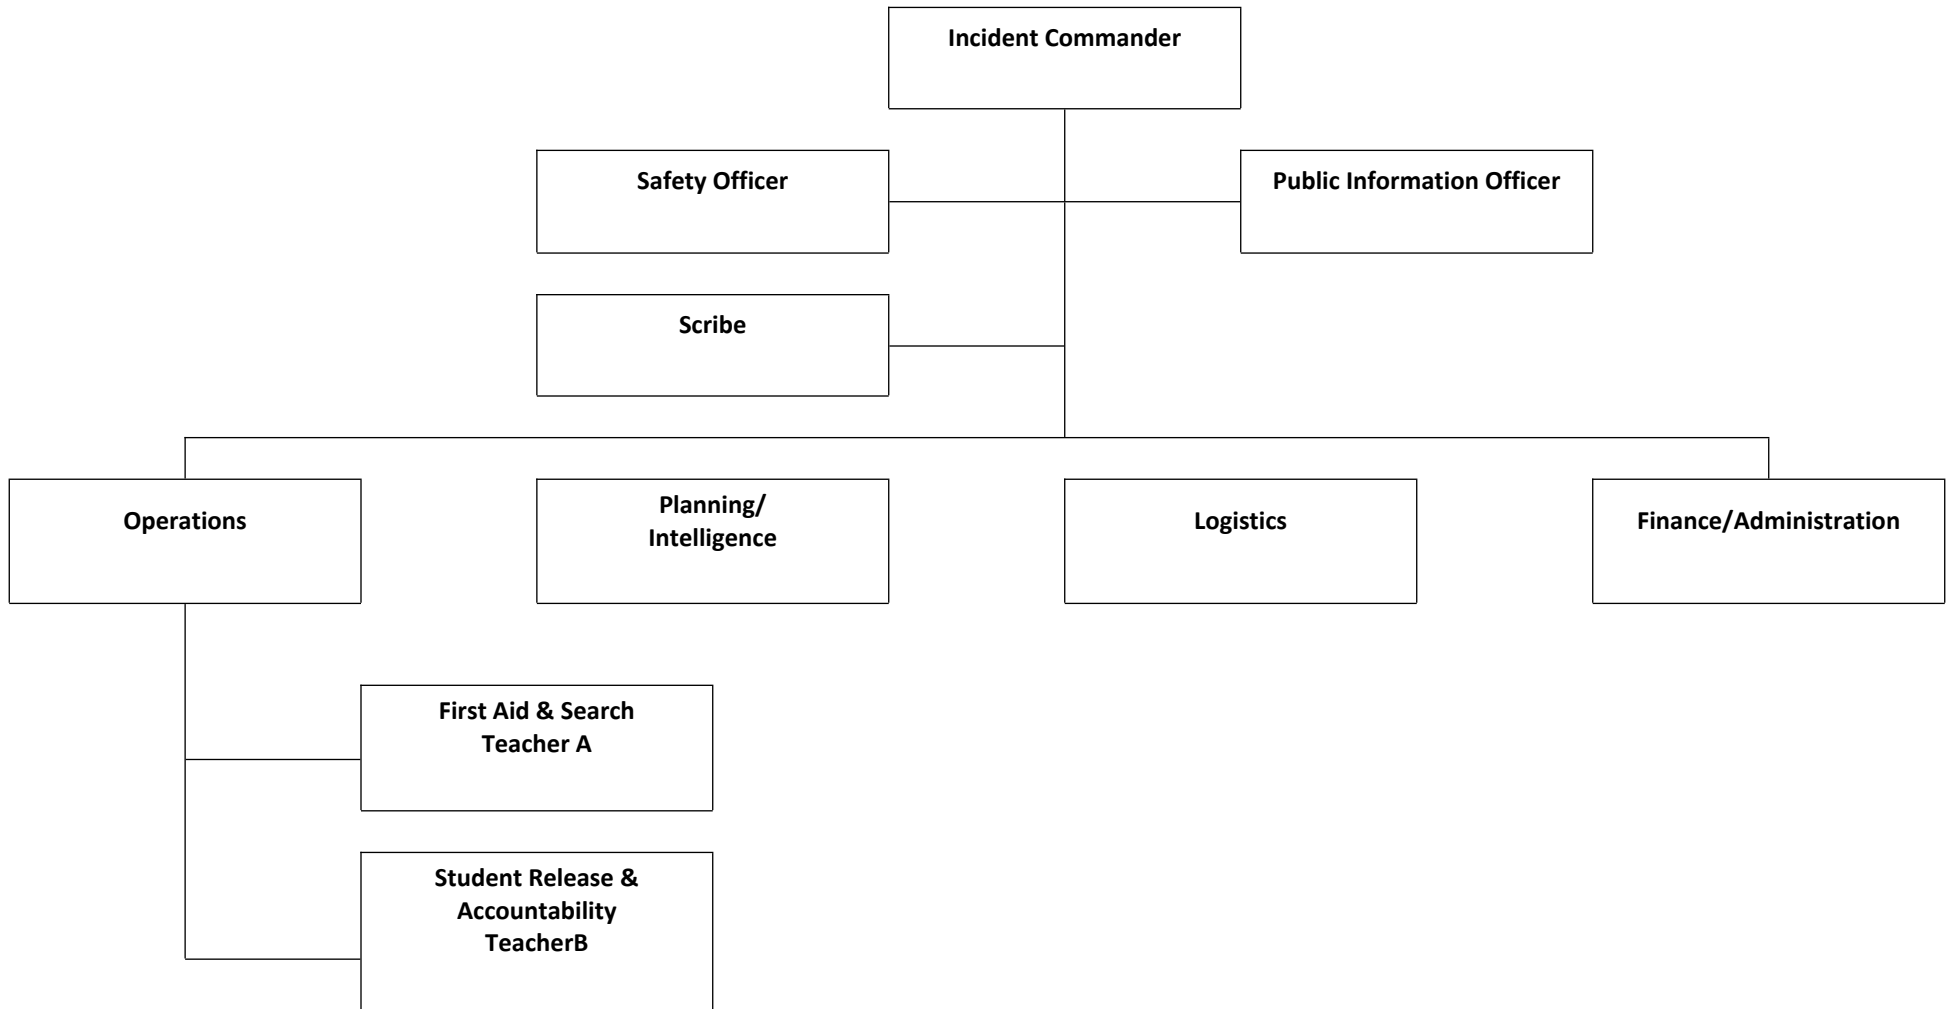 Incident Commander
Safety Officer
Public Information Officer
Scribe
Operations
Planning/
Intelligence
Logistics
Finance/Administration
First Aid & Search
Teacher A
Student Release &
Accountability
TeacherB